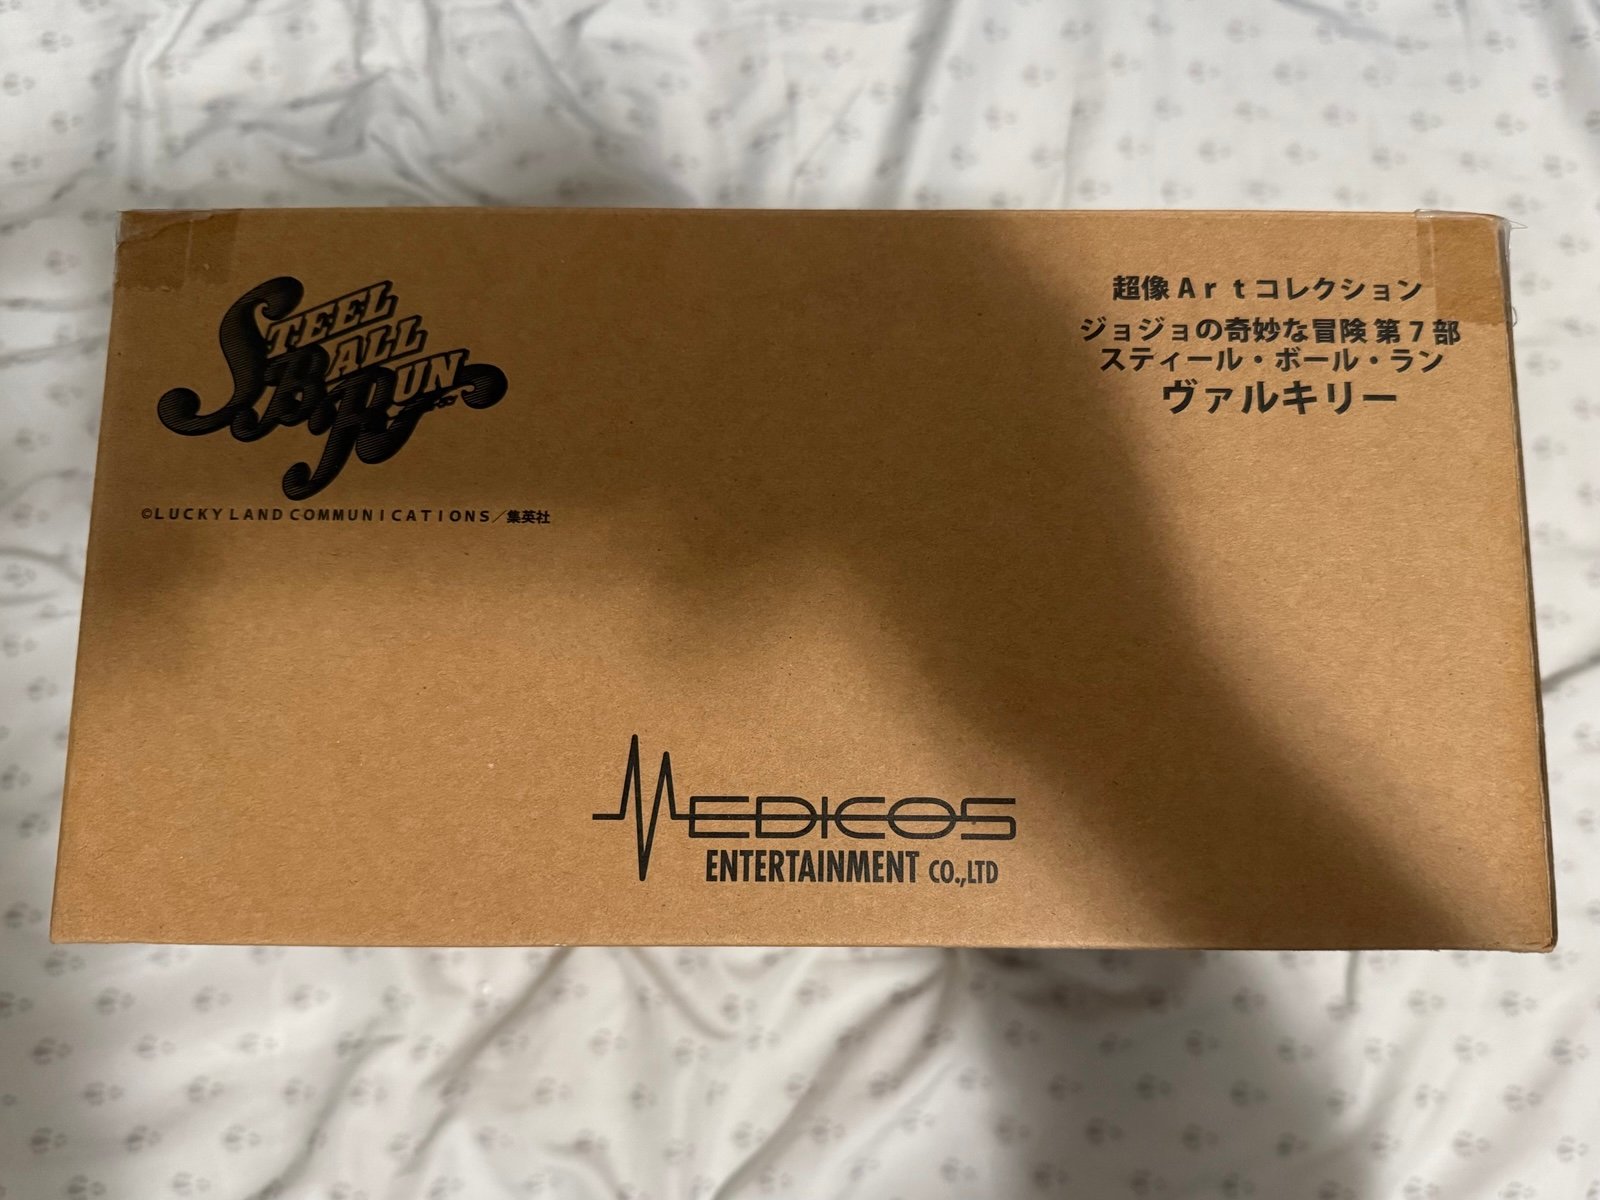 STEEL
BALL
RUN
©LUCKY LAND COMMUNICATIONS/集英社
超像Artコレクション
ジョジョの奇妙な冒険 第7部
スティール・ボール・ラン
ヴァルキリー
MEDICOS
ENTERTAINMENT CO.,LTD